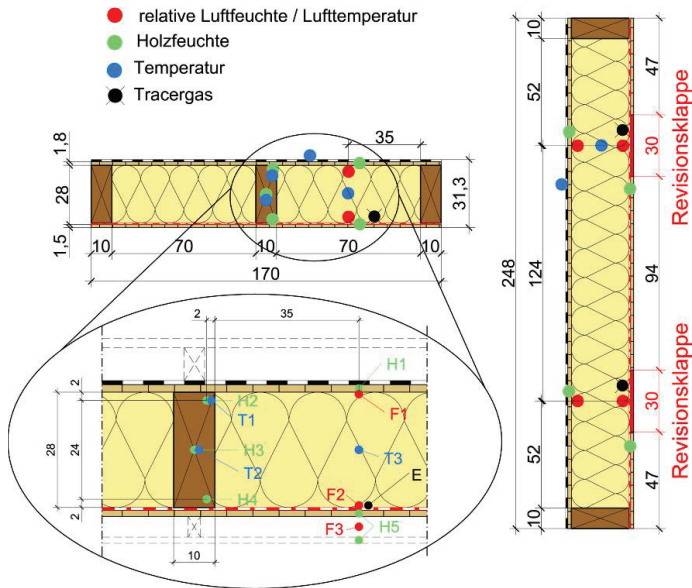 relative Luftfeuchte / Lufttemperatur
Holzfeuchte
Temperatur
Tracergas
35
1,8
28
1,5
31,3
10 70 10 70 10
170
2 35
2
28
24
2
10
H1
H2
F1
T1
H3
T2
T3
E
H4
F2
F3
H5
248
10
52
124
52
10
47
30
94
30
47
Revisionsklappe
Revisionsklappe